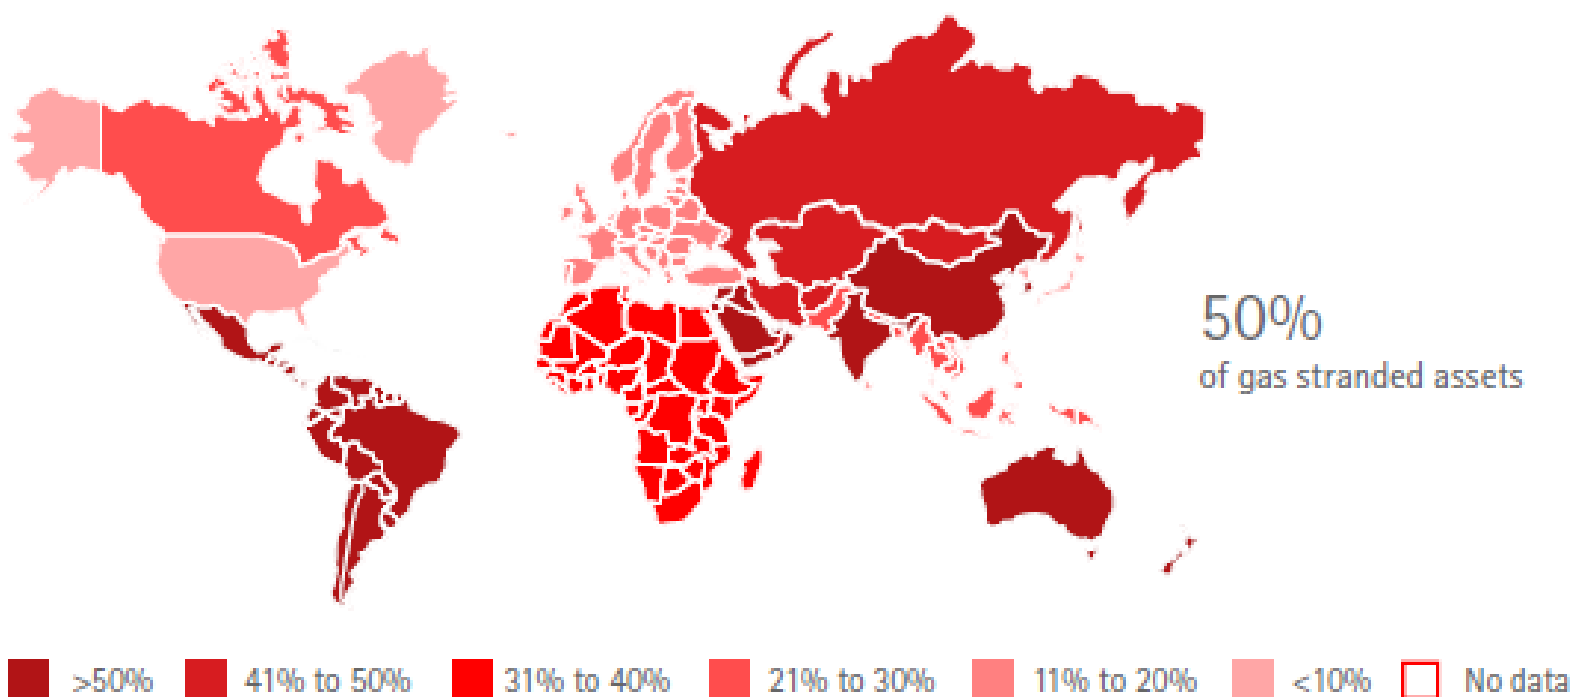 50%
of gas stranded assets
>50% 41% to 50% 31% to 40% 21% to 30% 11% to 20% <10% No data